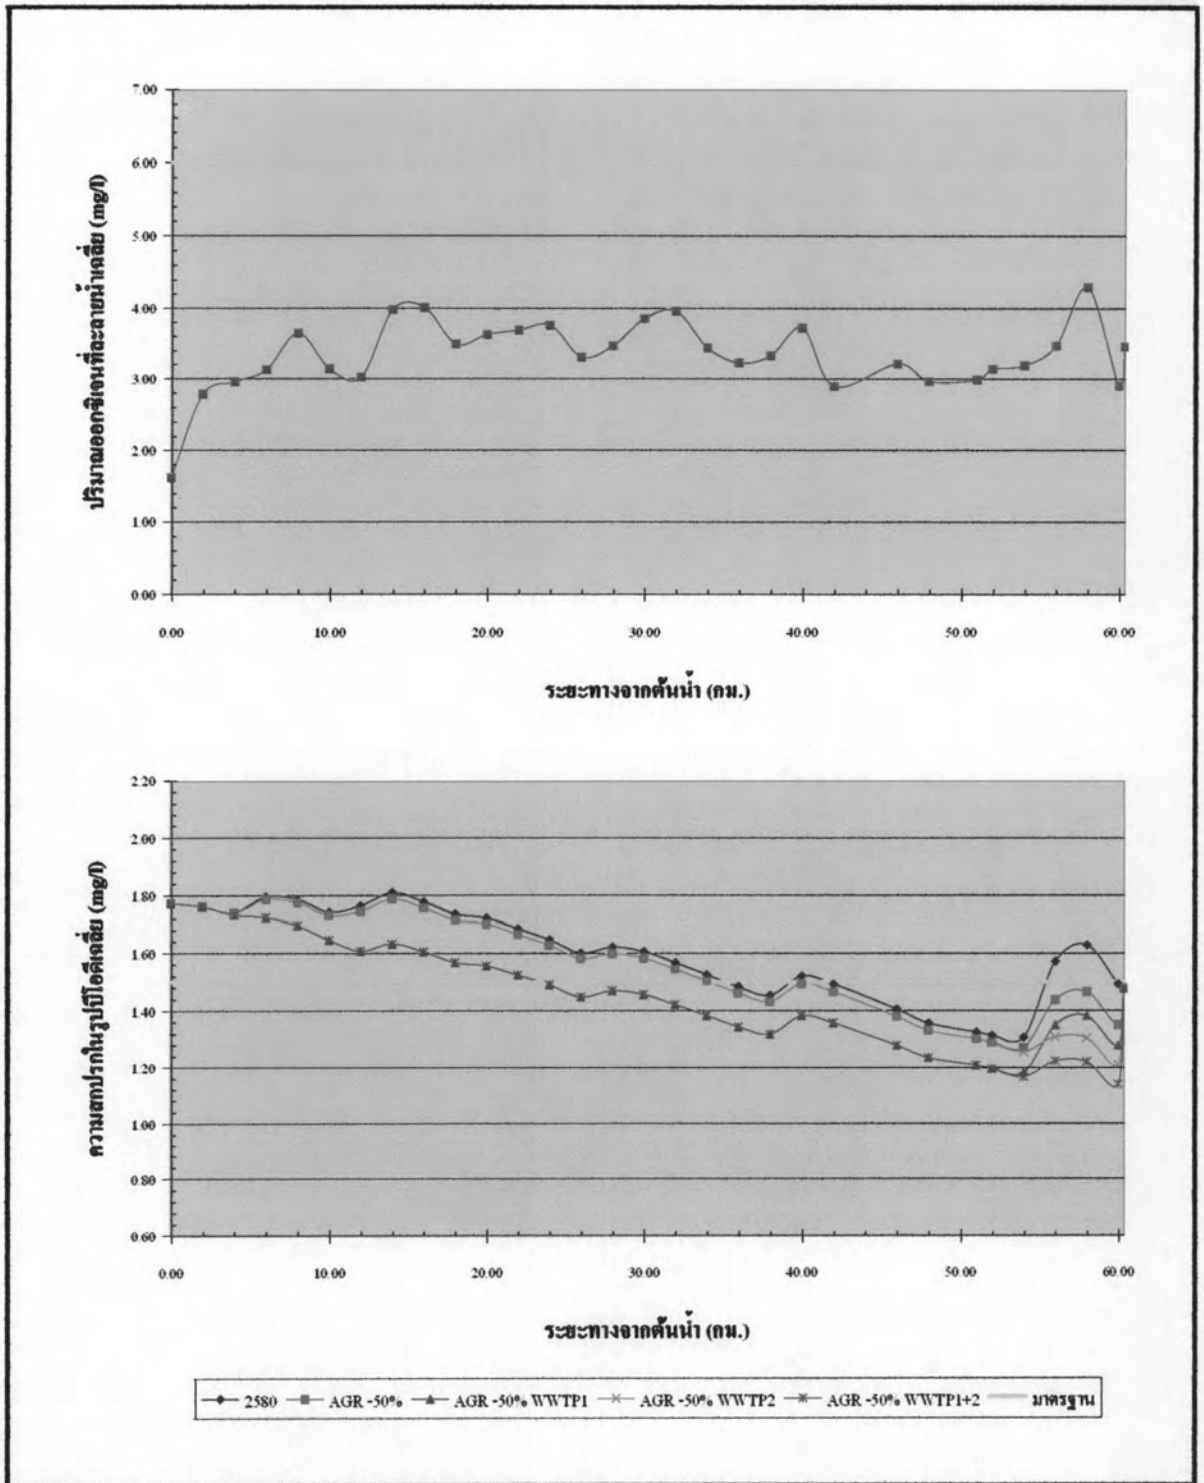 7.00
6.00
5.00
4.00
3.00
2.00
1.00
0.00
ปริมาณออกซิเจนที่ละลายน้ำเฉลี่ย (mg/l)
0.00 10.00 20.00 30.00 40.00 50.00 60.00
ระยะทางจากต้นน้ำ (กม.)
2.20
2.00
1.80
1.60
1.40
1.20
1.00
0.80
0.60
ความสกปรกในรูปบีโอดีเฉลี่ย (mg/l)
0.00 10.00 20.00 30.00 40.00 50.00 60.00
ระยะทางจากต้นน้ำ (กม.)
2580 AGR -50% AGR -50% WWTP1 AGR -50% WWTP2 AGR -50% WWTP1+2 มาตรฐาน